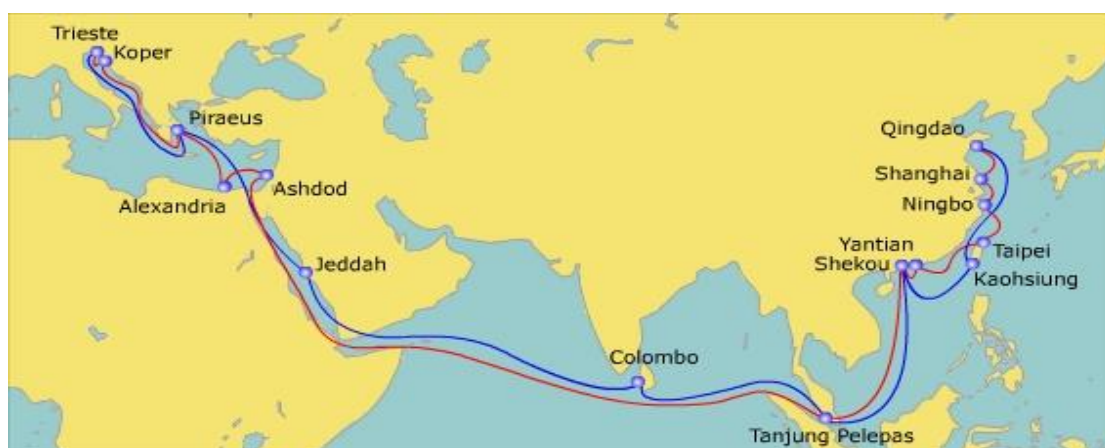 Trieste
Koper
Piraeus
Qingdao
Shanghai
Ashdod
Alexandria
Ningbo
Yantian
Taipei
Shekou
Jeddah
Kaohsiung
Colombo
Tanjung Pelepas